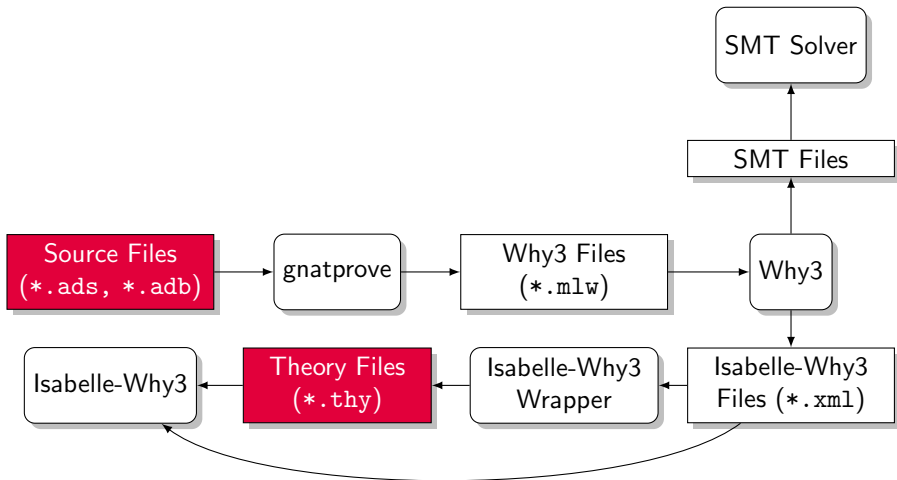 SMT Solver
SMT Files
Source Files
(*.ads, *.adb)
gnatprove
Why3 Files
(*.mlw)
Why3
Isabelle-Why3
Theory Files
(*.thy)
Isabelle-Why3
Wrapper
Isabelle-Why3
Files (*.xml)